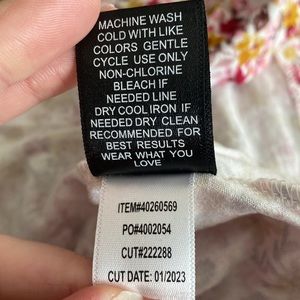 MACHINE WASH
COLD WITH LIKE
COLORS GENTLE
CYCLE USE ONLY
NON-CHLORINE
BLEACH IF
NEEDED LINE
DRY COOL IRON IF
NEEDED DRY CLEAN
RECOMMENDED FOR
BEST RESULTS
WEAR WHAT YOU
LOVE
ITEM#40260569
PO#4002054
CUT#222288
CUT DATE: 01/2023